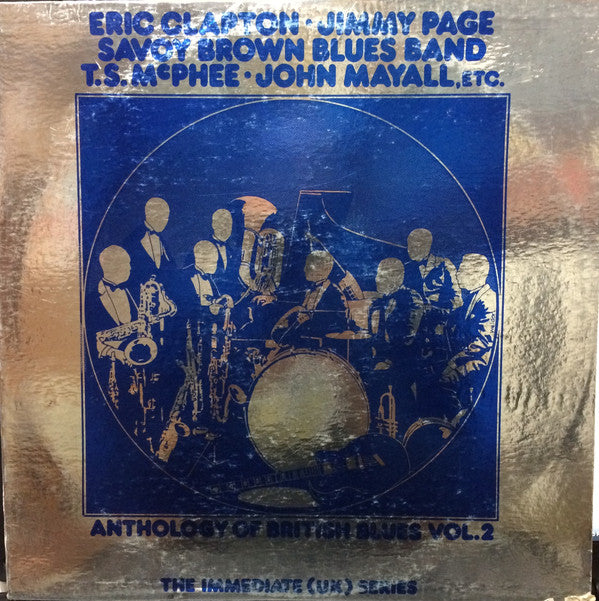 ERIC CLAPTON · JIMMY PAGE
SAVOY BROWN BLUES BAND
T.S. McPHEE · JOHN MAYALL, ETC.
ANTHOLOGY OF BRITISH BLUES VOL.2
THE IMMEDIATE (UK) SERIES